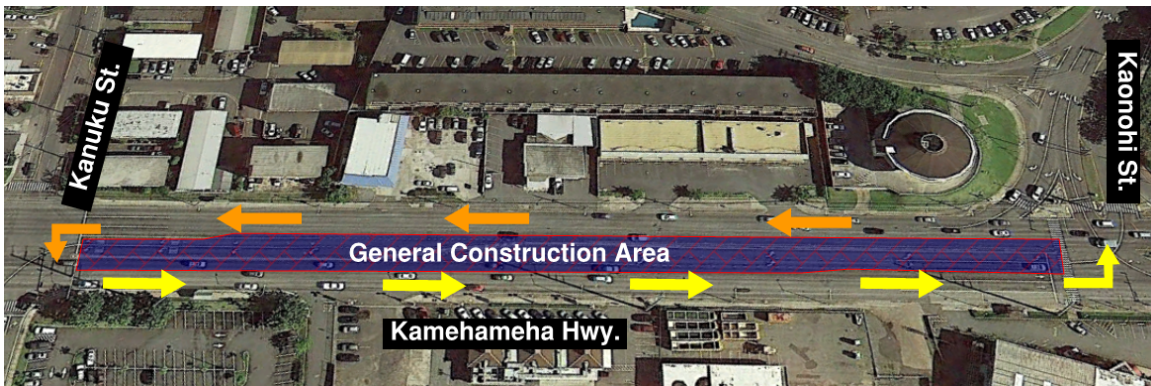 Kanuku St.
Kaonohi St.
General Construction Area
Kamehameha Hwy.